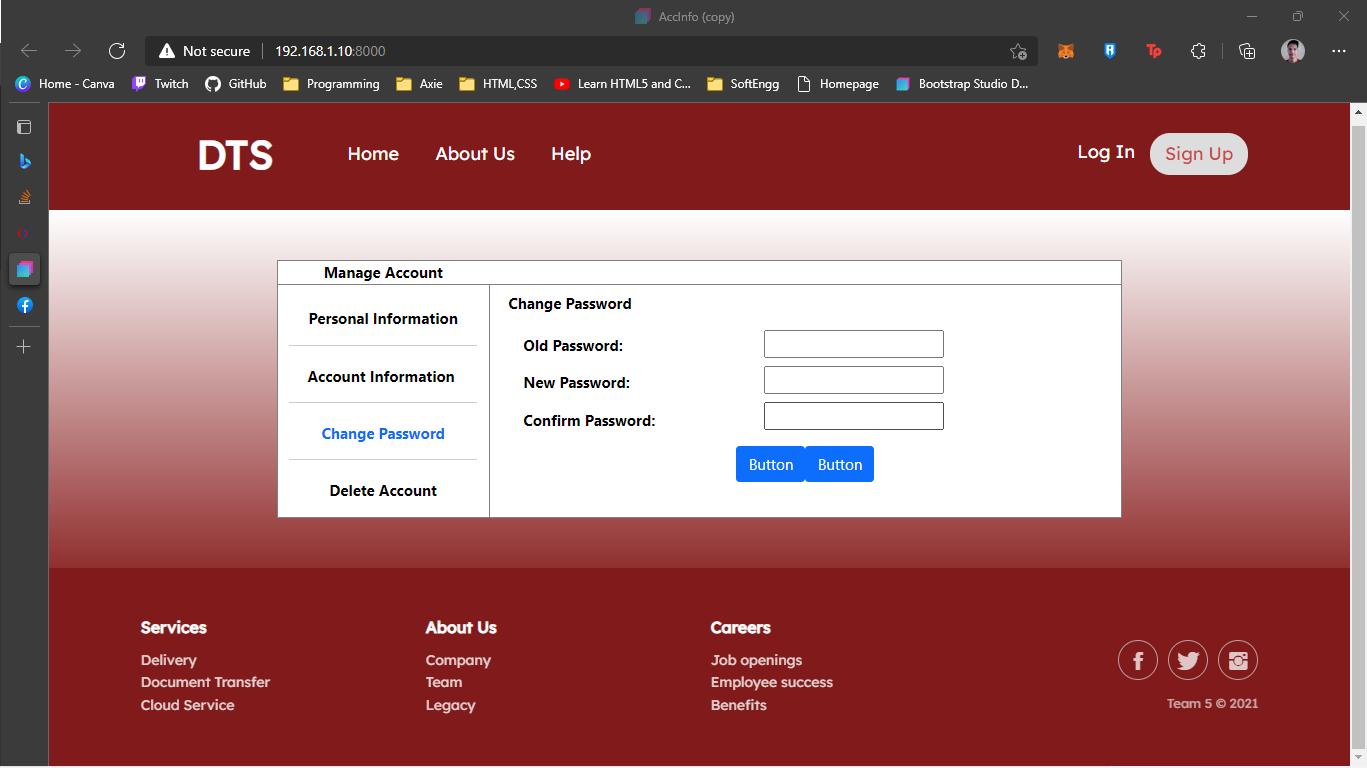 AccInfo (copy)
Not secure
192.168.1.10:8000
Home - Canva
Twitch
GitHub
Programming
Axie
HTML,CSS
Learn HTML5 and C...
SoftEngg
Homepage
Bootstrap Studio D...
DTS
Home
About Us
Help
Log In
Sign Up
Manage Account
Personal Information
Account Information
Change Password
Delete Account
Change Password
Old Password:
New Password:
Confirm Password:
Button
Button
Services
Delivery
Document Transfer
Cloud Service
About Us
Company
Team
Legacy
Careers
Job openings
Employee success
Benefits
Team 5 © 2021